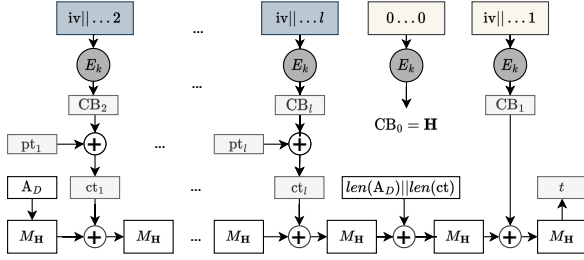 iv||...2 ... iv||...l 0...0 iv||...1
E_k ... E_k E_k E_k
CB_2 CB_l CB_1
CB_0 = H
pt_1 ... pt_l
A_D ct_1 ... ct_l len(A_D)||len(ct) t
M_H M_H ... M_H M_H M_H M_H